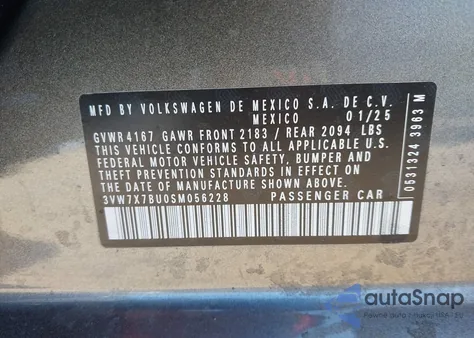 MFD BY VOLKSWAGEN DE MEXICO S.A. DE C.V.
MEXICO 01/25
GVWR 4167 GAWR FRONT 2183 / REAR 2094 LBS
THIS VEHICLE CONFORMS TO ALL APPLICABLE U.S.
FEDERAL MOTOR VEHICLE SAFETY, BUMPER AND
THEFT PREVENTION STANDARDS IN EFFECT ON
THE DATE OF MANUFACTURE SHOWN ABOVE
3VW7X7BU0SM056228 PASSENGER CAR
0531324 3963 M
autoSnap